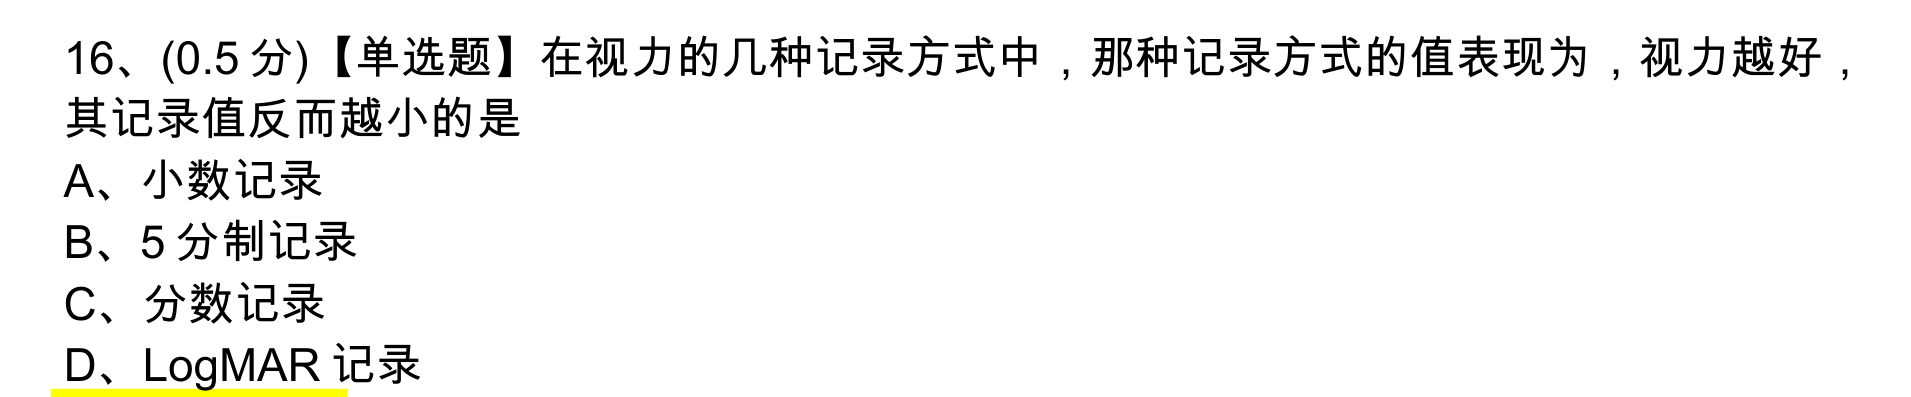 16、(0.5 分)【单选题】在视力的几种记录方式中，那种记录方式的值表现为，视力越好，
其记录值反而越小的是
A、小数记录
B、5 分制记录
C、分数记录
D、LogMAR 记录